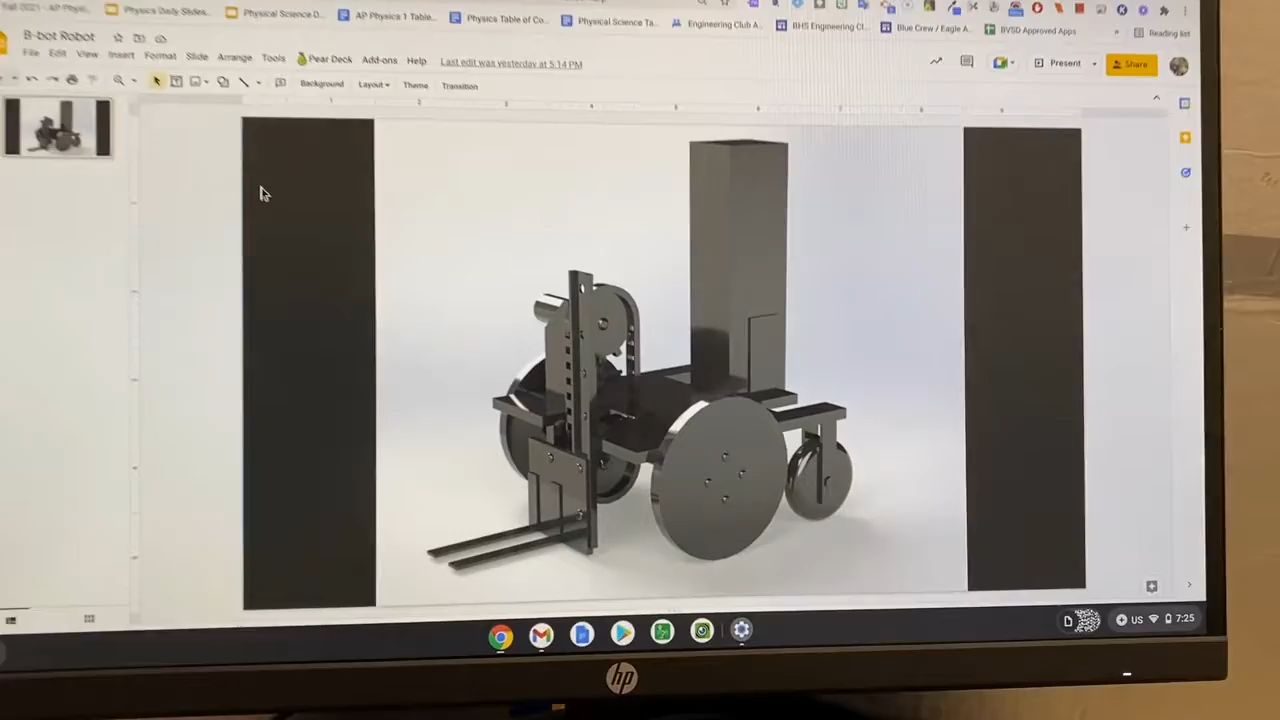 Physics Daily Slides...
Physical Science D...
AP Physics 1 Table...
Physics Table of Co...
Physical Science Ta...
Engineering Club A...
BHS Engineering Cl...
Blue Crew / Eagle A...
BVSD Approved Apps
»
Reading list
B-bot Robot
File Edit View Insert Format Slide Arrange Tools Pear Deck Add-ons Help Last edit was yesterday at 5:14 PM
Present
Share
Background Layout Theme Transition
US 7:25
hp